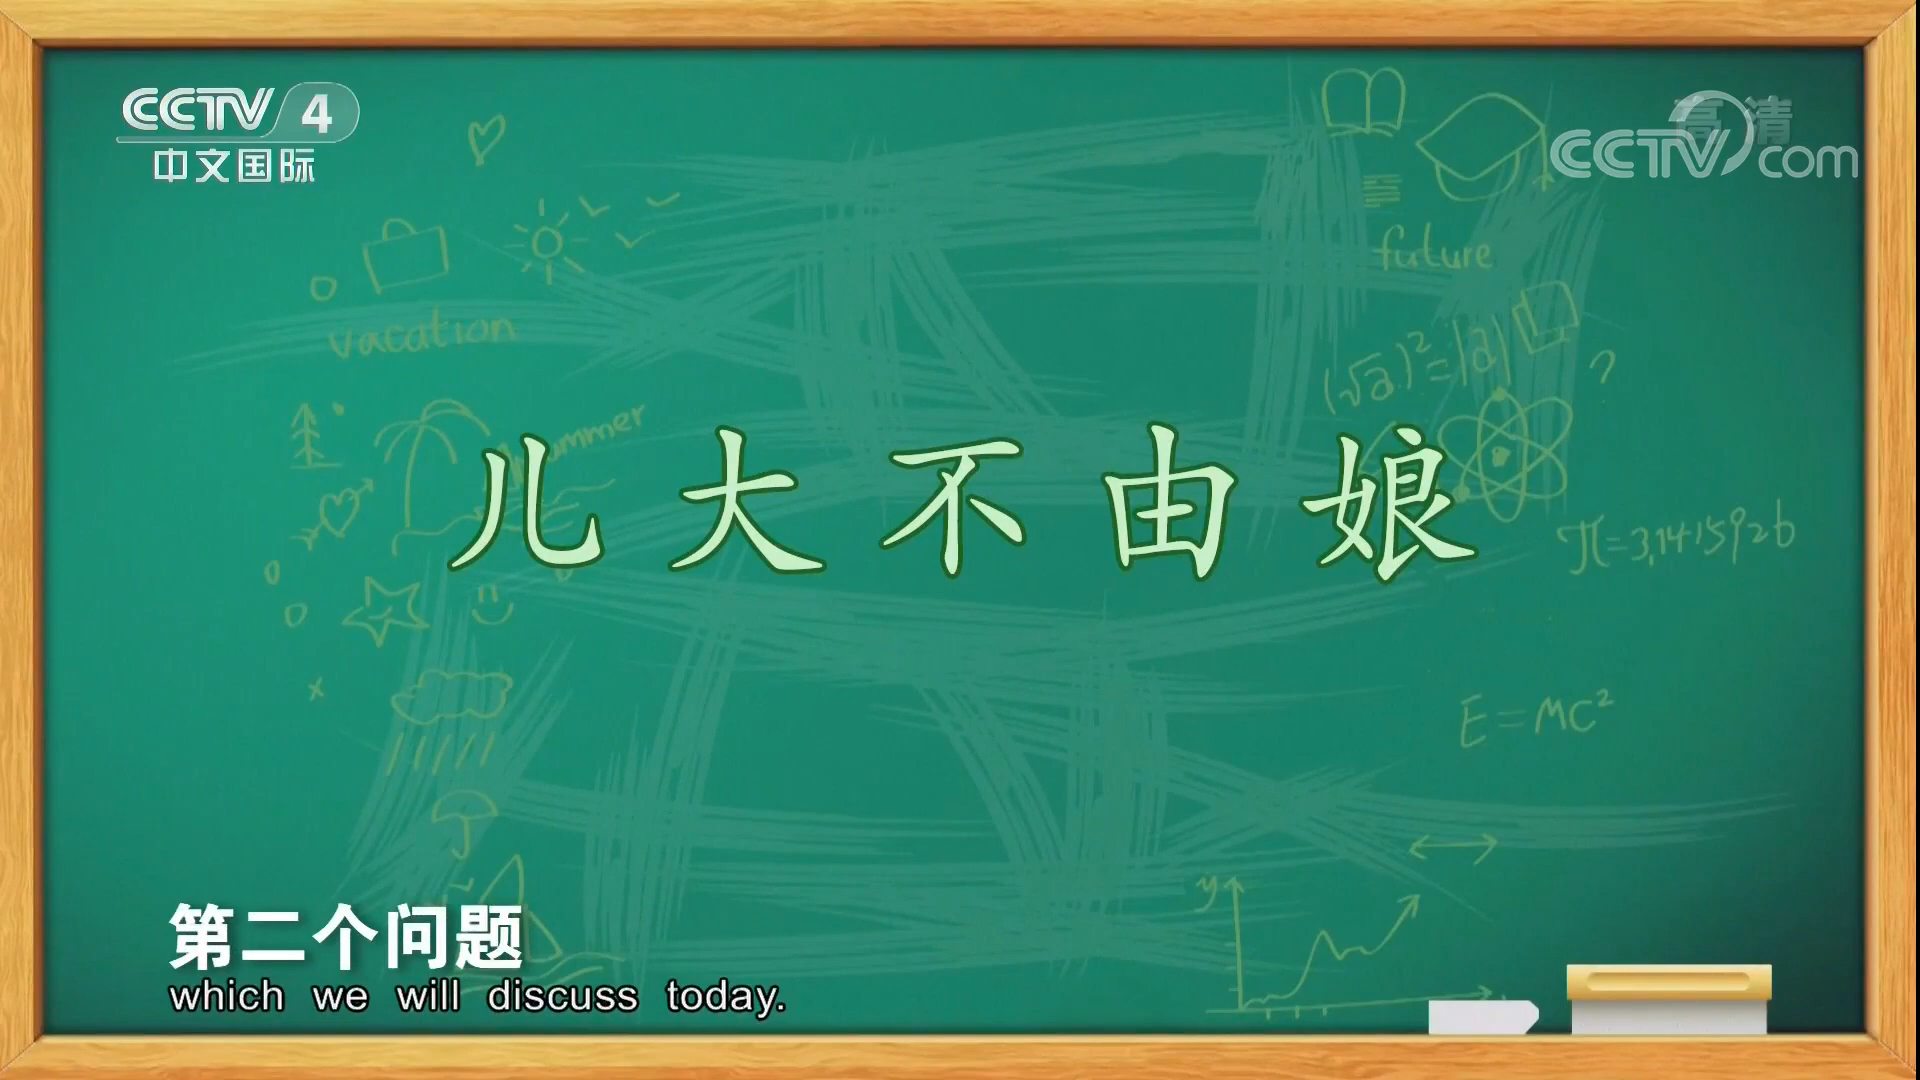 CCTV 4
中文国际
高清
CCTV com
future
vacation
(√a)²=|a|
?
summer
儿大不由娘
π=3.1415926
E=MC²
y
第二个问题
which we will discuss today.